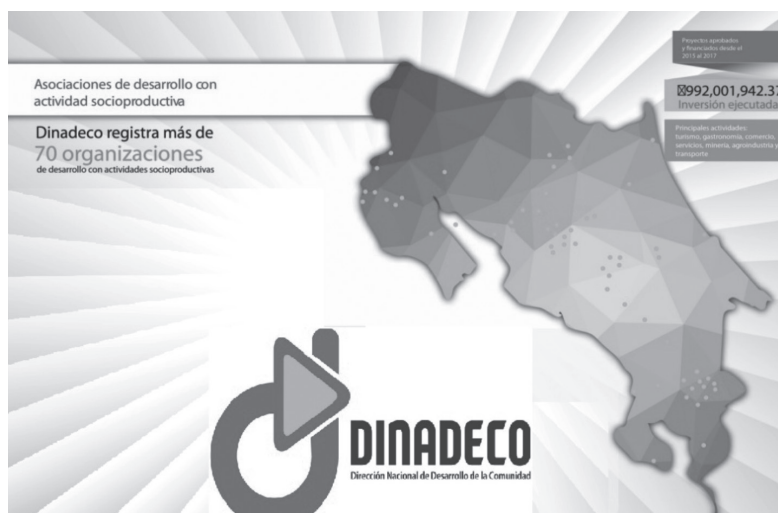 Asociaciones de desarrollo con
actividad socioproductiva
Dinadeco registra más de
70 organizaciones
de desarrollo con actividades socioproductivas
Proyectos aprobados
y financiados desde el
2015 al 2017
992,001,942.37
Inversión ejecutada
Principales actividades:
turismo, gastronomía, comercio,
servicios, minería, agroindustria y
transporte
DINADECO
Dirección Nacional de Desarrollo de la Comunidad